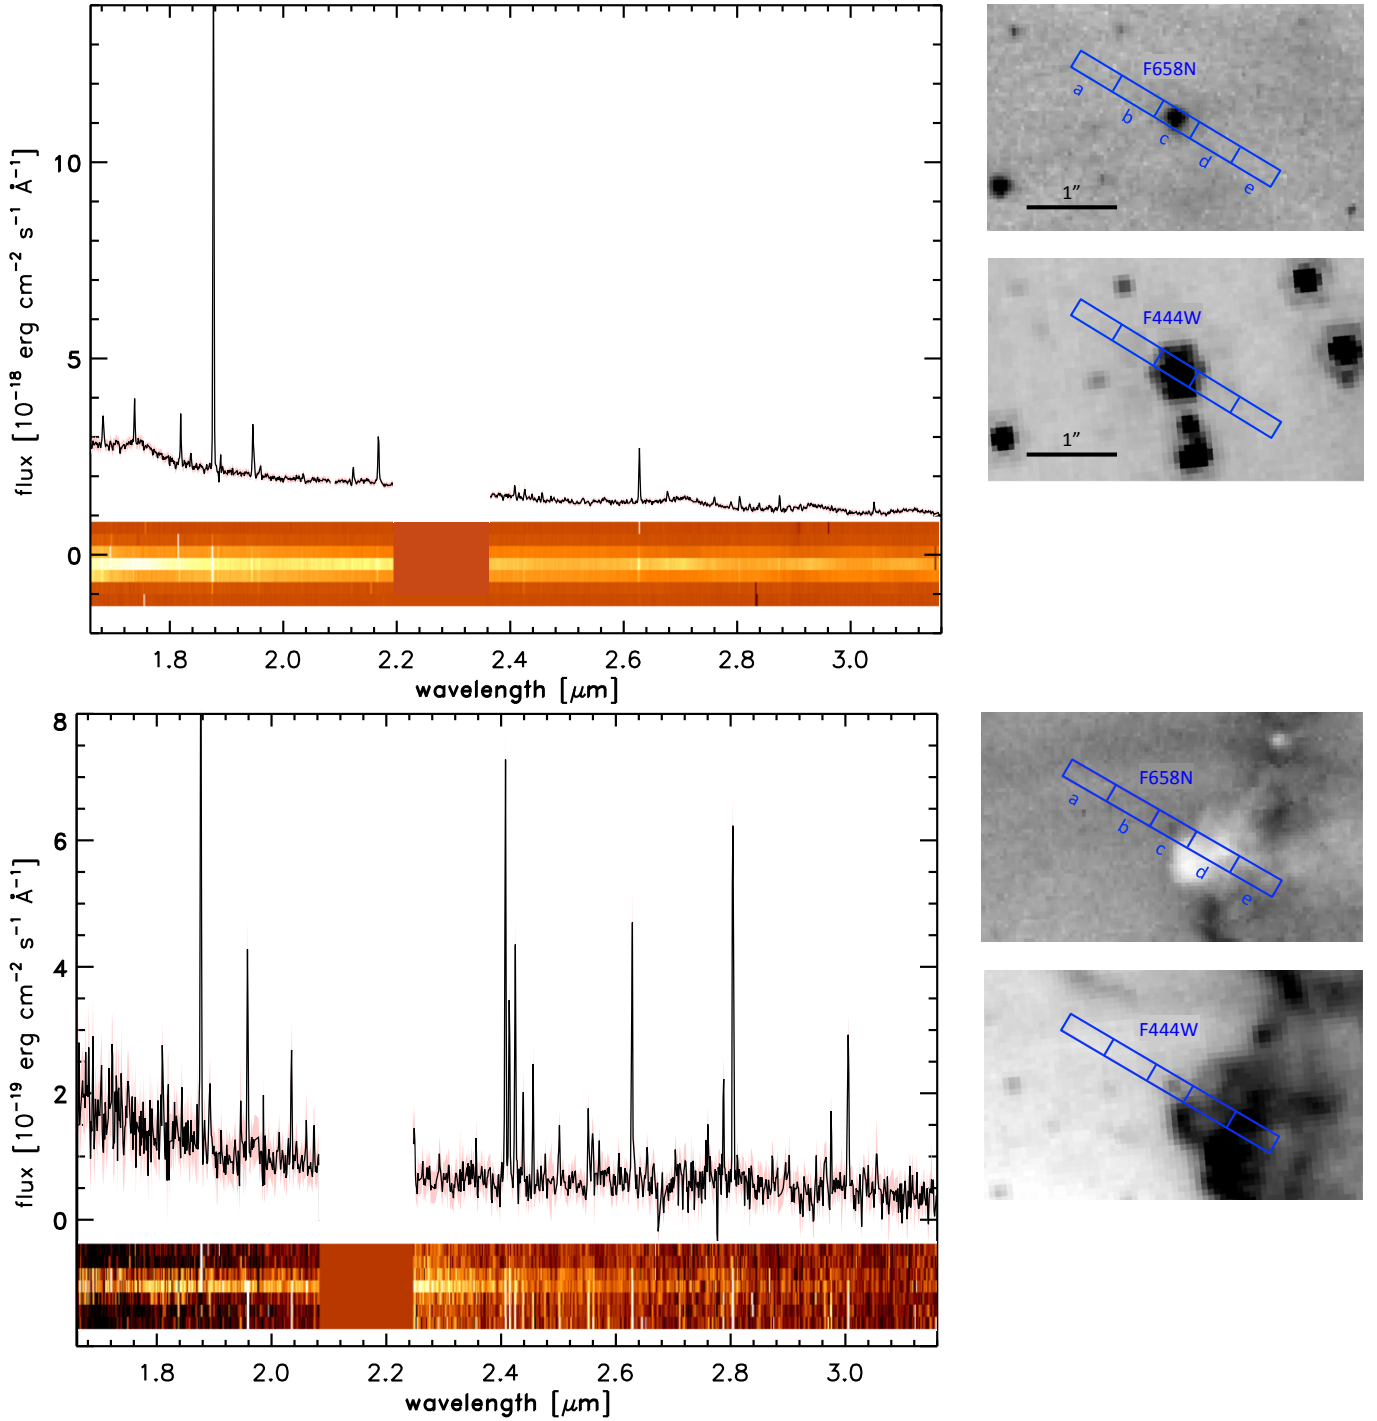 10
5
0
flux [10⁻¹⁸ erg cm⁻² s⁻¹ Å⁻¹]
1.8 2.0 2.2 2.4 2.6 2.8 3.0
wavelength [μm]
F658N
a
b
c
d
e
1”
F444W
1”
8
6
4
2
0
flux [10⁻¹⁹ erg cm⁻² s⁻¹ Å⁻¹]
1.8 2.0 2.2 2.4 2.6 2.8 3.0
wavelength [μm]
F658N
a
b
c
d
e
F444W